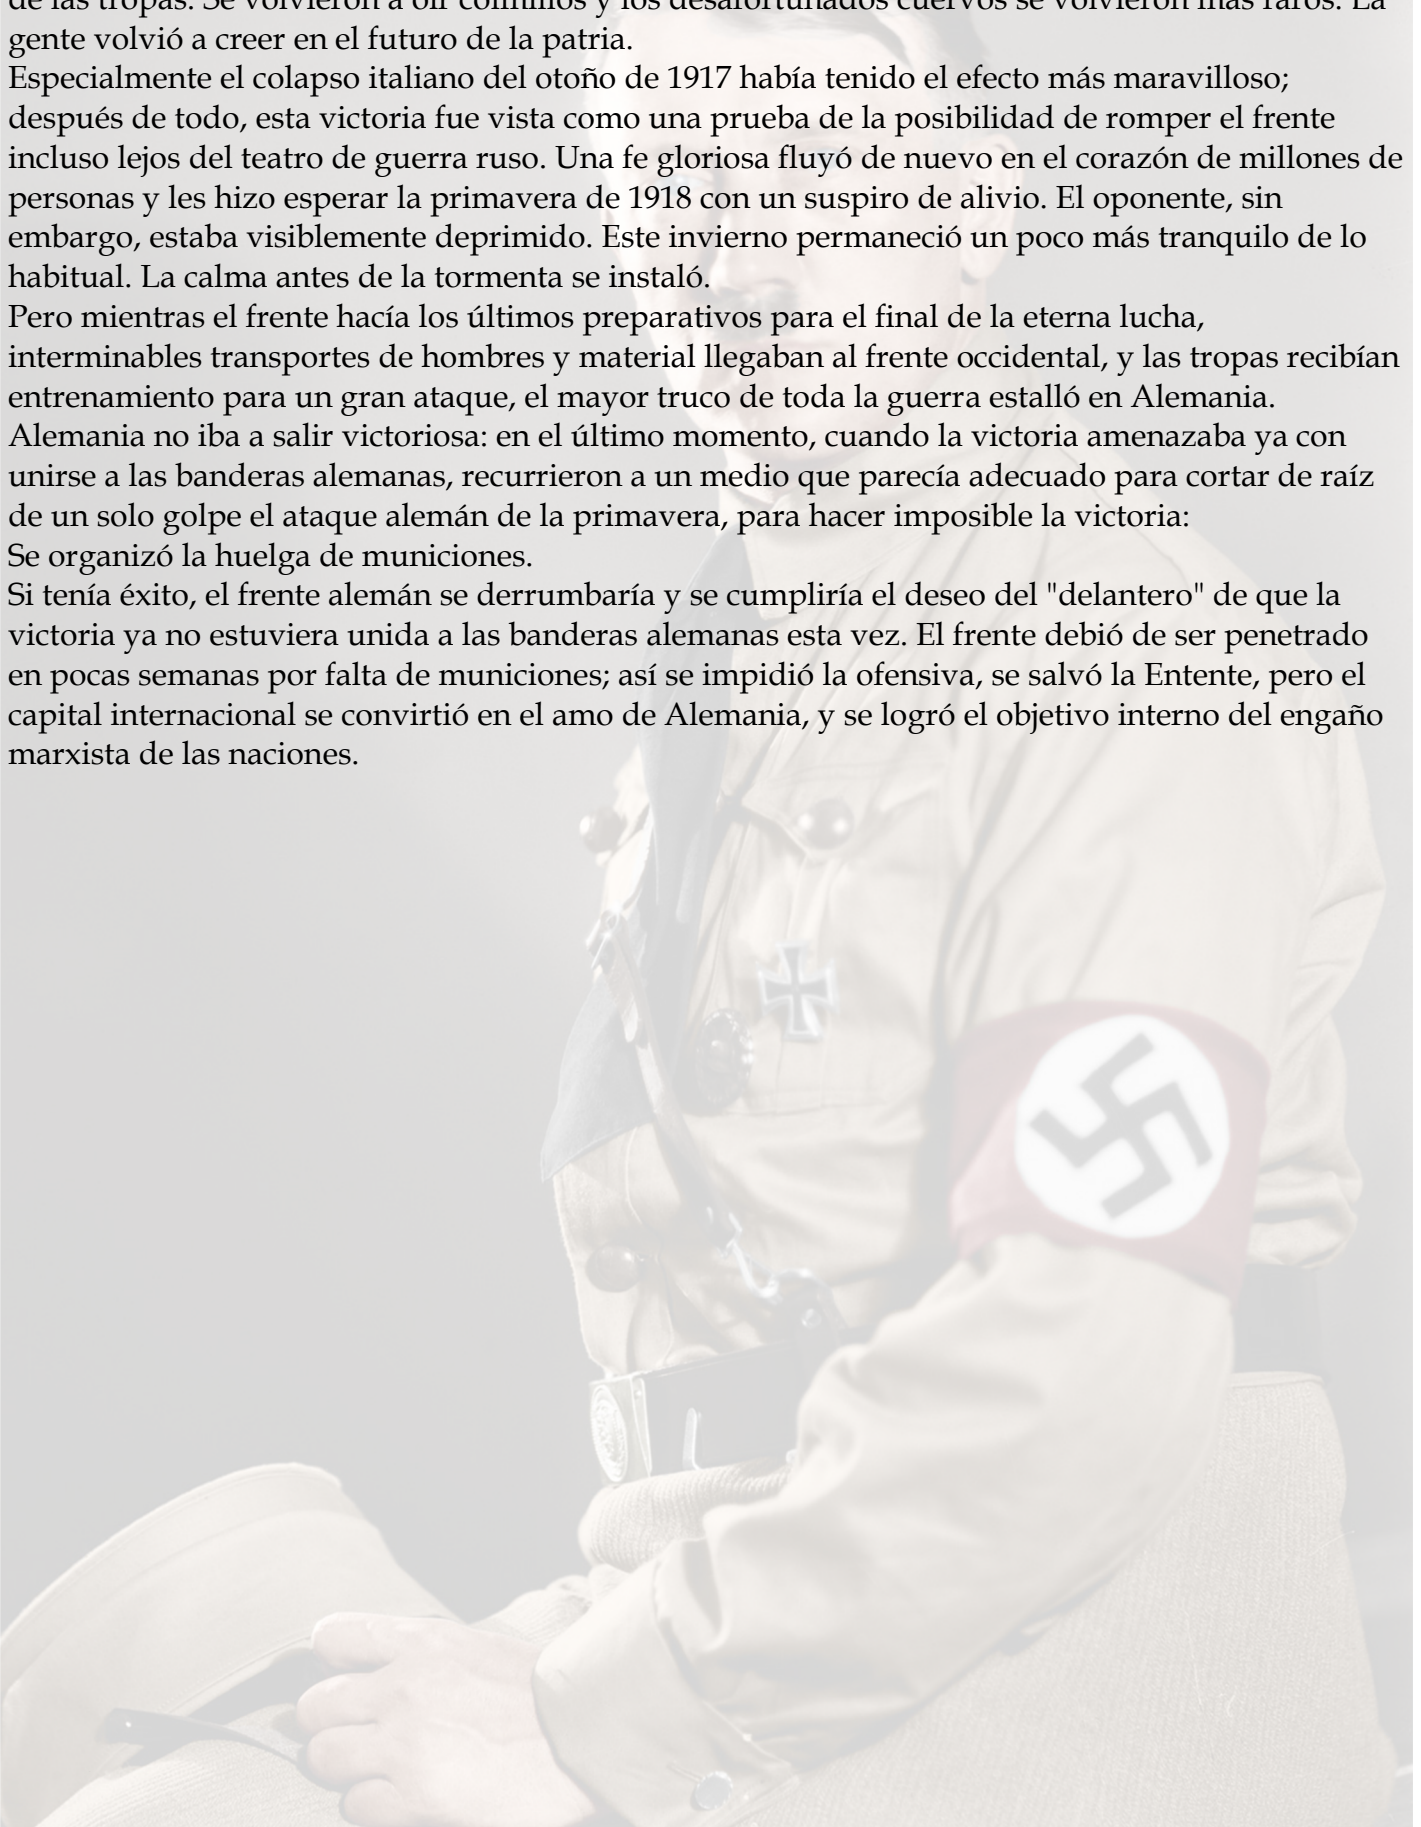 de las tropas. Se volvieron a oír colmillos y los desafortunados cuervos se volvieron más raros. La
gente volvió a creer en el futuro de la patria.
Especialmente el colapso italiano del otoño de 1917 había tenido el efecto más maravilloso;
después de todo, esta victoria fue vista como una prueba de la posibilidad de romper el frente
incluso lejos del teatro de guerra ruso. Una fe gloriosa fluyó de nuevo en el corazón de millones de
personas y les hizo esperar la primavera de 1918 con un suspiro de alivio. El oponente, sin
embargo, estaba visiblemente deprimido. Este invierno permaneció un poco más tranquilo de lo
habitual. La calma antes de la tormenta se instaló.
Pero mientras el frente hacía los últimos preparativos para el final de la eterna lucha,
interminables transportes de hombres y material llegaban al frente occidental, y las tropas recibían
entrenamiento para un gran ataque, el mayor truco de toda la guerra estalló en Alemania.
Alemania no iba a salir victoriosa: en el último momento, cuando la victoria amenazaba ya con
unirse a las banderas alemanas, recurrieron a un medio que parecía adecuado para cortar de raíz
de un solo golpe el ataque alemán de la primavera, para hacer imposible la victoria:
Se organizó la huelga de municiones.
Si tenía éxito, el frente alemán se derrumbaría y se cumpliría el deseo del "delantero" de que la
victoria ya no estuviera unida a las banderas alemanas esta vez. El frente debió de ser penetrado
en pocas semanas por falta de municiones; así se impidió la ofensiva, se salvó la Entente, pero el
capital internacional se convirtió en el amo de Alemania, y se logró el objetivo interno del engaño
marxista de las naciones.